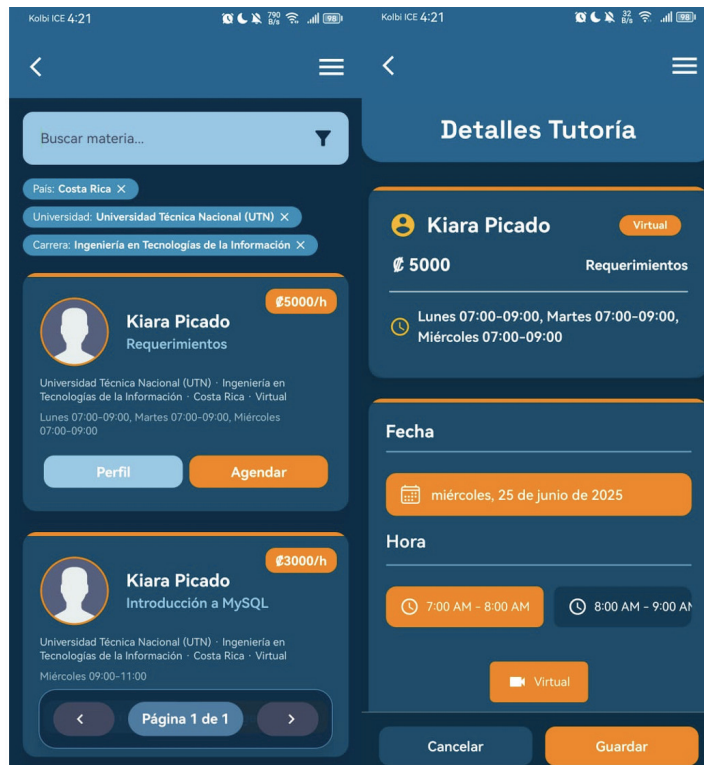 Kolbi ICE 4:21
790 B/s
98
Buscar materia...
País: Costa Rica ×
Universidad: Universidad Técnica Nacional (UTN) ×
Carrera: Ingeniería en Tecnologías de la Información ×
₡5000/h
Kiara Picado
Requerimientos
Universidad Técnica Nacional (UTN) · Ingeniería en
Tecnologías de la Información · Costa Rica · Virtual
Lunes 07:00-09:00, Martes 07:00-09:00, Miércoles
07:00-09:00
Perfil
Agendar
₡3000/h
Kiara Picado
Introducción a MySQL
Universidad Técnica Nacional (UTN) · Ingeniería en
Tecnologías de la Información · Costa Rica · Virtual
Miércoles 09:00-11:00
Página 1 de 1
Kolbi ICE 4:21
32 B/s
98
Detalles Tutoría
Kiara Picado
Virtual
₡ 5000
Requerimientos
Lunes 07:00-09:00, Martes 07:00-09:00,
Miércoles 07:00-09:00
Fecha
miércoles, 25 de junio de 2025
Hora
7:00 AM - 8:00 AM
8:00 AM - 9:00 AM
Virtual
Cancelar
Guardar